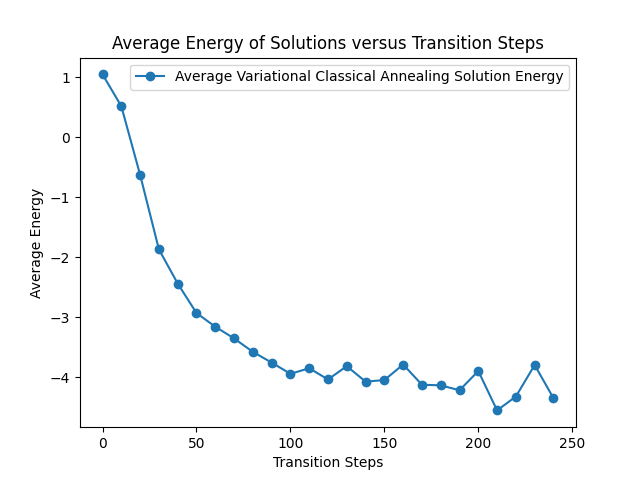 Average Energy of Solutions versus Transition Steps
Average Variational Classical Annealing Solution Energy
1
0
−1
−2
−3
−4
Average Energy
0 50 100 150 200 250
Transition Steps